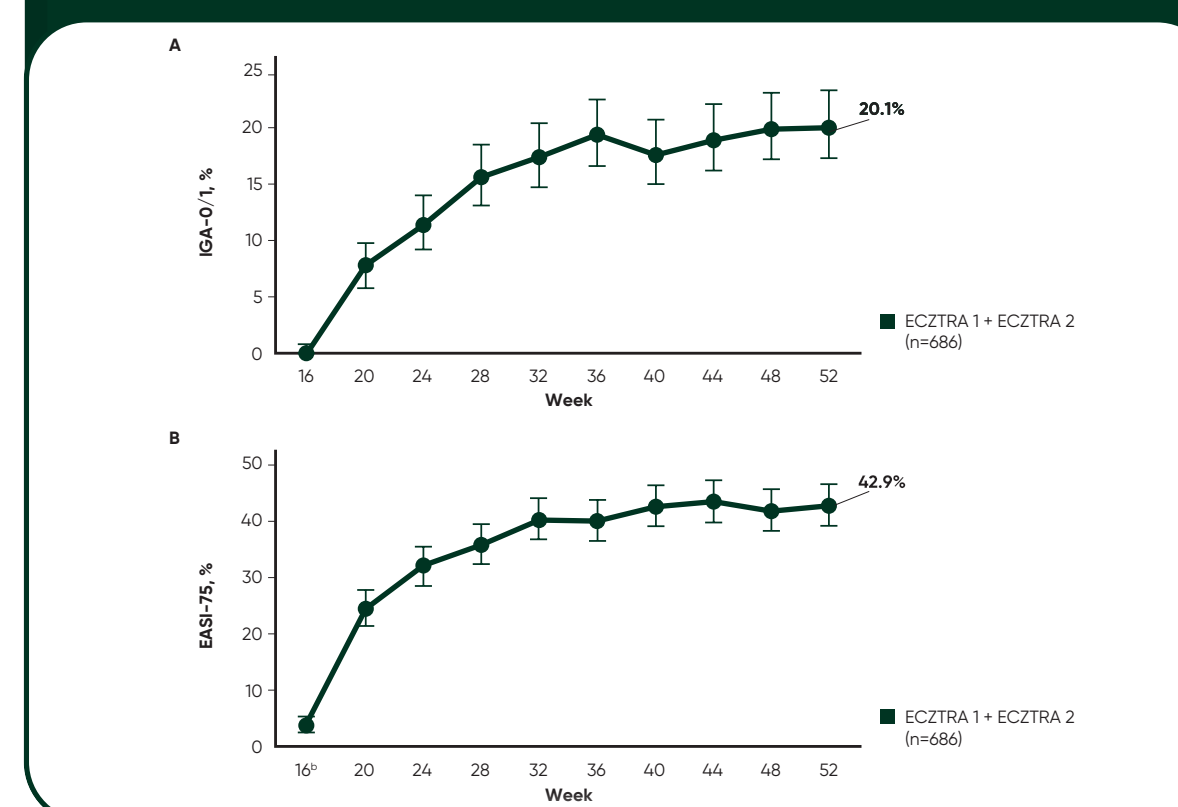 A
25
20
15
10
5
0
IGA-0/1, %
20.1%
ECZTRA 1 + ECZTRA 2
(n=686)
16 20 24 28 32 36 40 44 48 52
Week
B
50
40
30
20
10
0
EASI-75, %
42.9%
ECZTRA 1 + ECZTRA 2
(n=686)
16ᵇ 20 24 28 32 36 40 44 48 52
Week